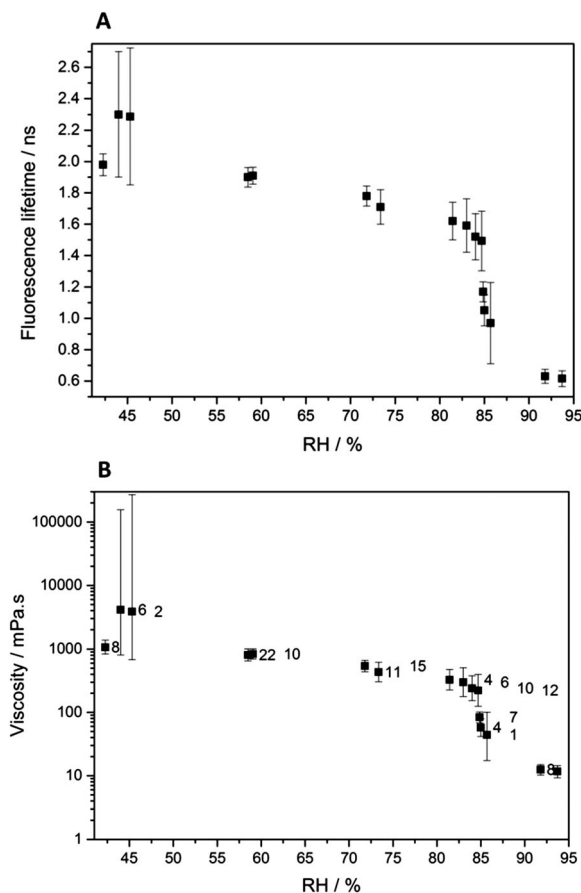 A
Fluorescence lifetime / ns
2.6
2.4
2.2
2.0
1.8
1.6
1.4
1.2
1.0
0.8
0.6
45 50 55 60 65 70 75 80 85 90 95
RH / %
B
Viscosity / mPa.s
100000
10000
1000
100
10
1
6 2
8
22 10
11 15
4 6 10 12
7
4 1
8
45 50 55 60 65 70 75 80 85 90 95
RH / %